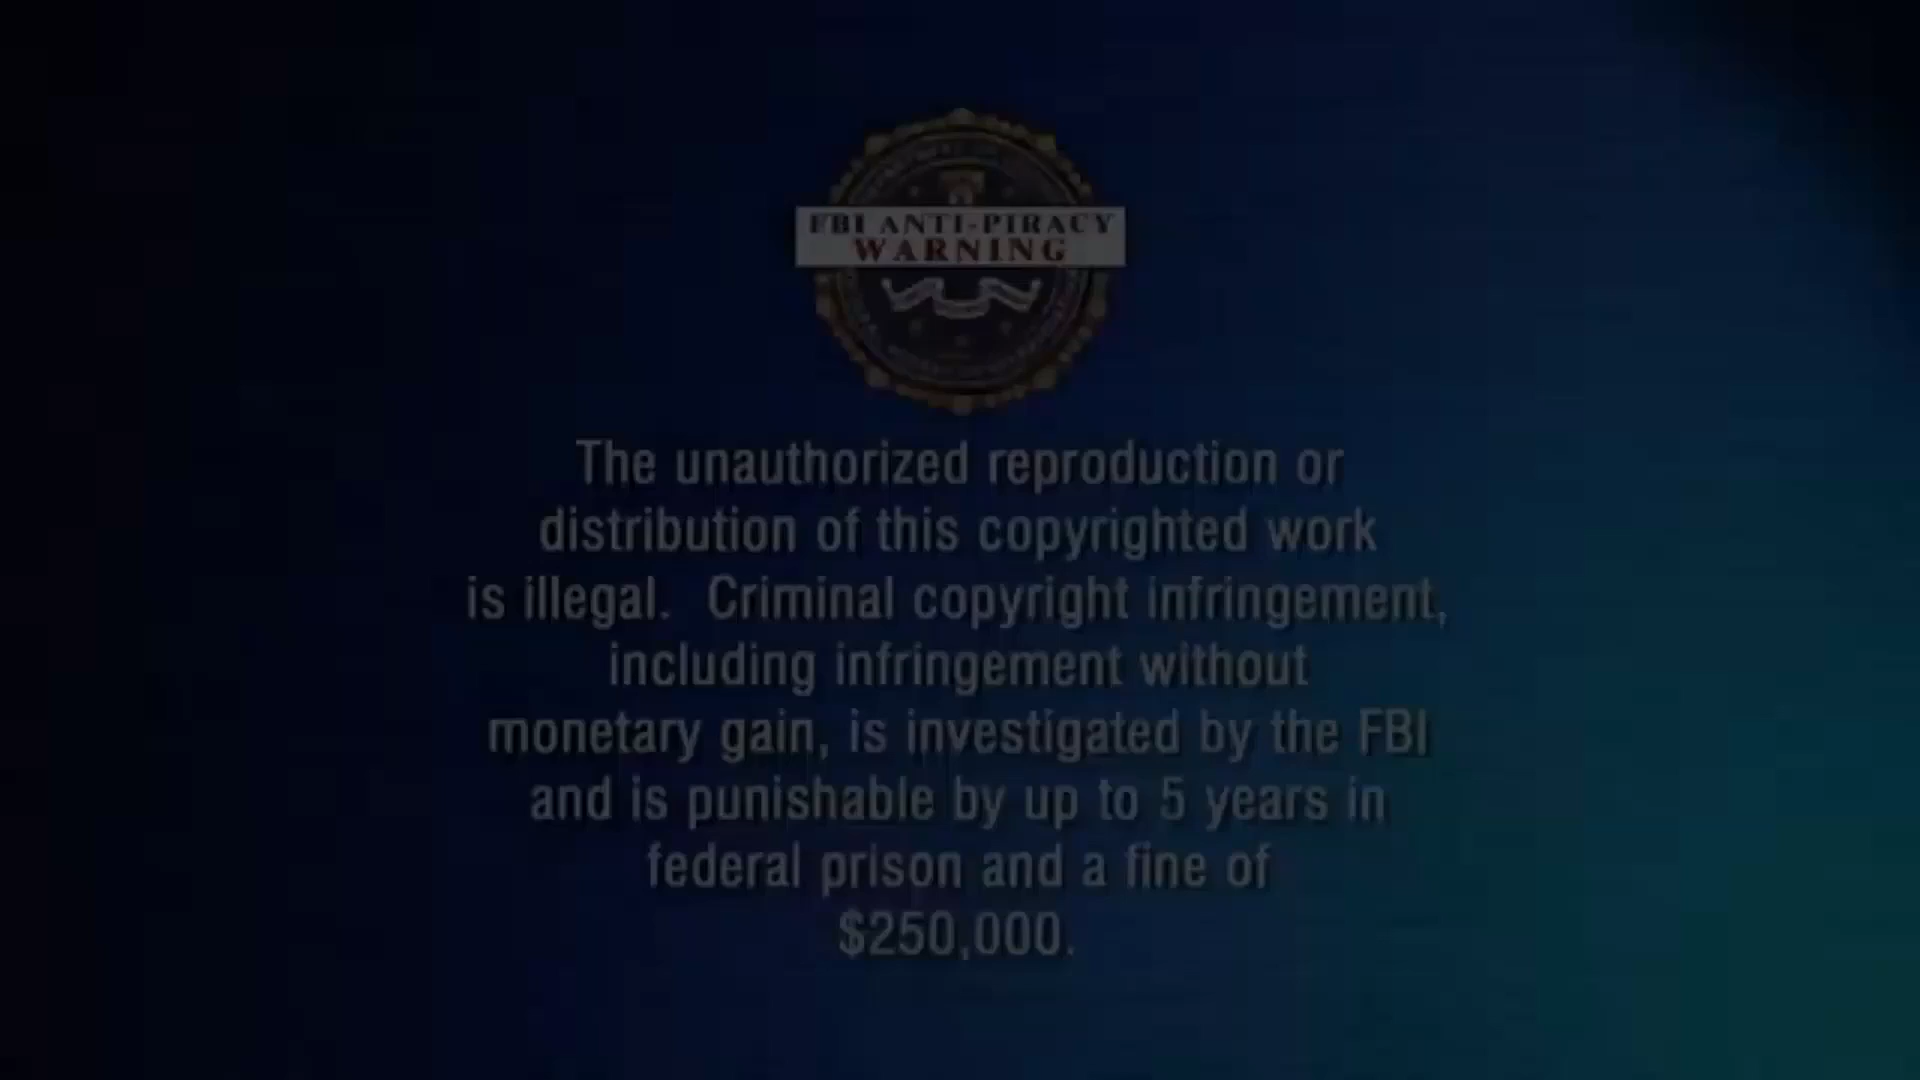 FBI ANTI-PIRACY
WARNING
The unauthorized reproduction or
distribution of this copyrighted work
is illegal.  Criminal copyright infringement,
including infringement without
monetary gain, is investigated by the FBI
and is punishable by up to 5 years in
federal prison and a fine of
$250,000.